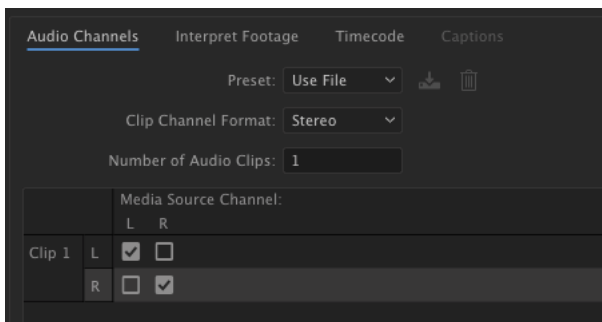 Audio Channels Interpret Footage Timecode Captions
Preset: Use File
Clip Channel Format: Stereo
Number of Audio Clips: 1
Media Source Channel:
L R
Clip 1 L
R